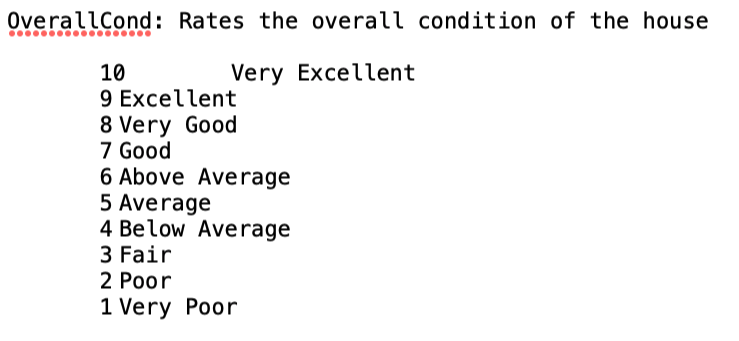 OverallCond: Rates the overall condition of the house
10 Very Excellent
9 Excellent
8 Very Good
7 Good
6 Above Average
5 Average
4 Below Average
3 Fair
2 Poor
1 Very Poor